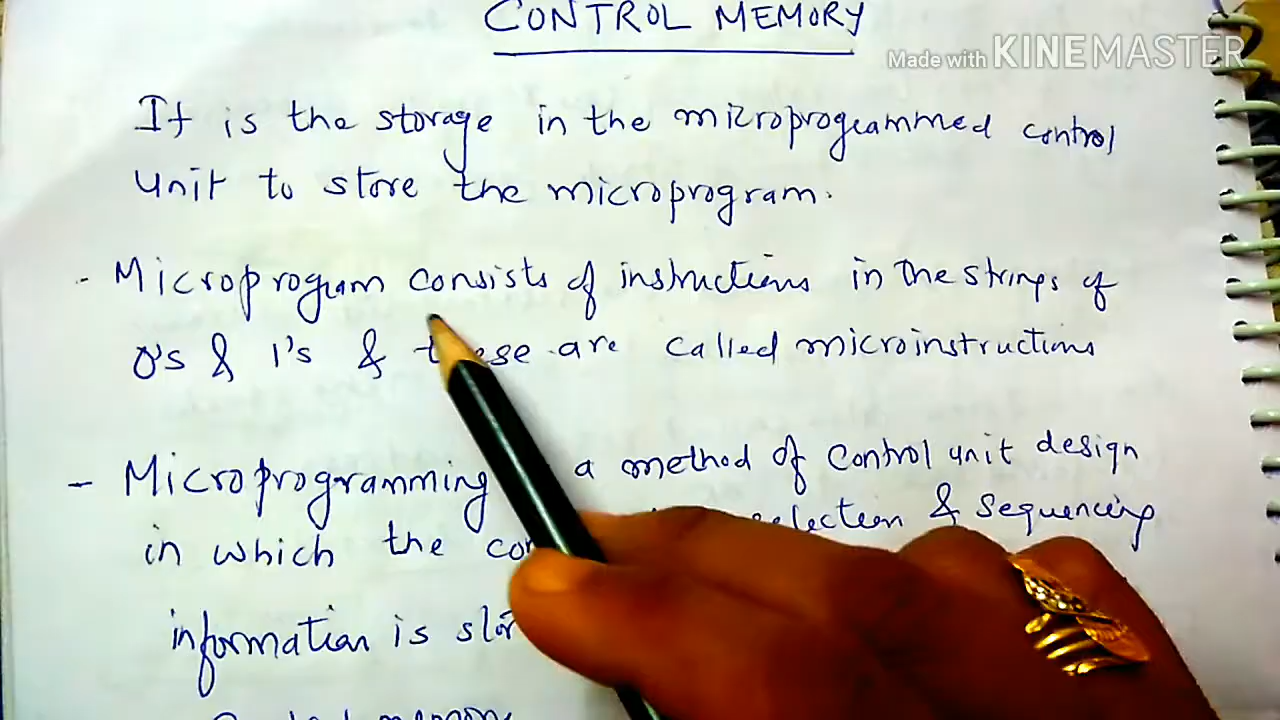 CONTROL MEMORY
Made with KINEMASTER
It is the storage in the microprogrammed control
unit to store the microprogram.
- Microprogram consists of instructions in the strings of
0's & 1's & these are called microinstructions
- Microprogramming a method of control unit design
in which the selection & sequencing
information is
memory